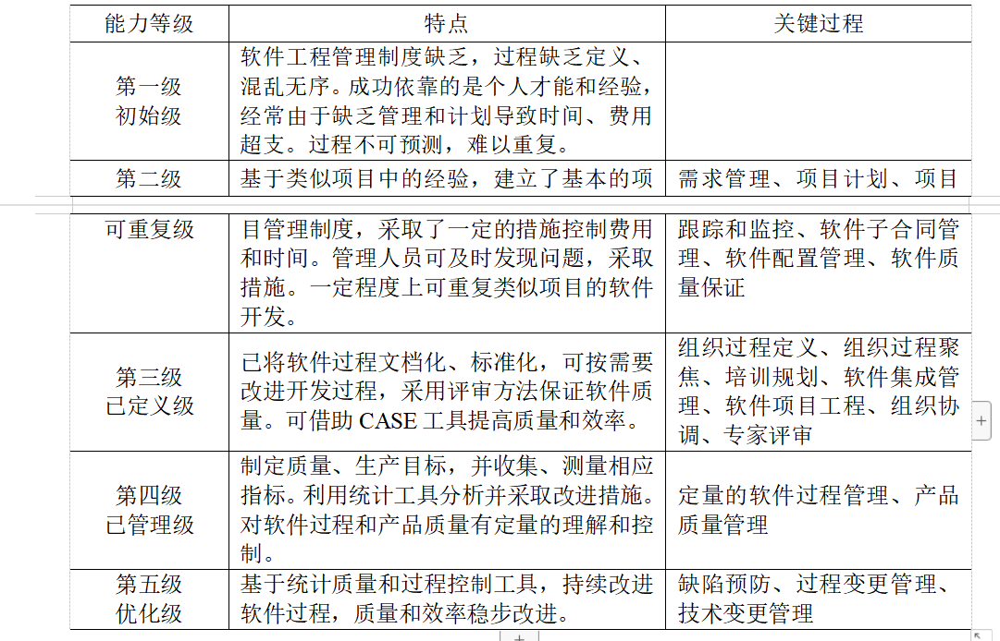 能力等级 特点 关键过程
第一级
初始级
软件工程管理制度缺乏，过程缺乏定义、
混乱无序。成功依靠的是个人才能和经验，
经常由于缺乏管理和计划导致时间、费用
超支。过程不可预测，难以重复。
第二级
可重复级
基于类似项目中的经验，建立了基本的项
目管理制度，采取了一定的措施控制费用
和时间。管理人员可及时发现问题，采取
措施。一定程度上可重复类似项目的软件
开发。
需求管理、项目计划、项目
跟踪和监控、软件子合同管
理、软件配置管理、软件质
量保证
第三级
已定义级
已将软件过程文档化、标准化，可按需要
改进开发过程，采用评审方法保证软件质
量。可借助 CASE 工具提高质量和效率。
组织过程定义、组织过程聚
焦、培训规划、软件集成管
理、软件项目工程、组织协
调、专家评审
第四级
已管理级
制定质量、生产目标，并收集、测量相应
指标。利用统计工具分析并采取改进措施。
对软件过程和产品质量有定量的理解和控
制。
定量的软件过程管理、产品
质量管理
第五级
优化级
基于统计质量和过程控制工具，持续改进
软件过程，质量和效率稳步改进。
缺陷预防、过程变更管理、
技术变更管理